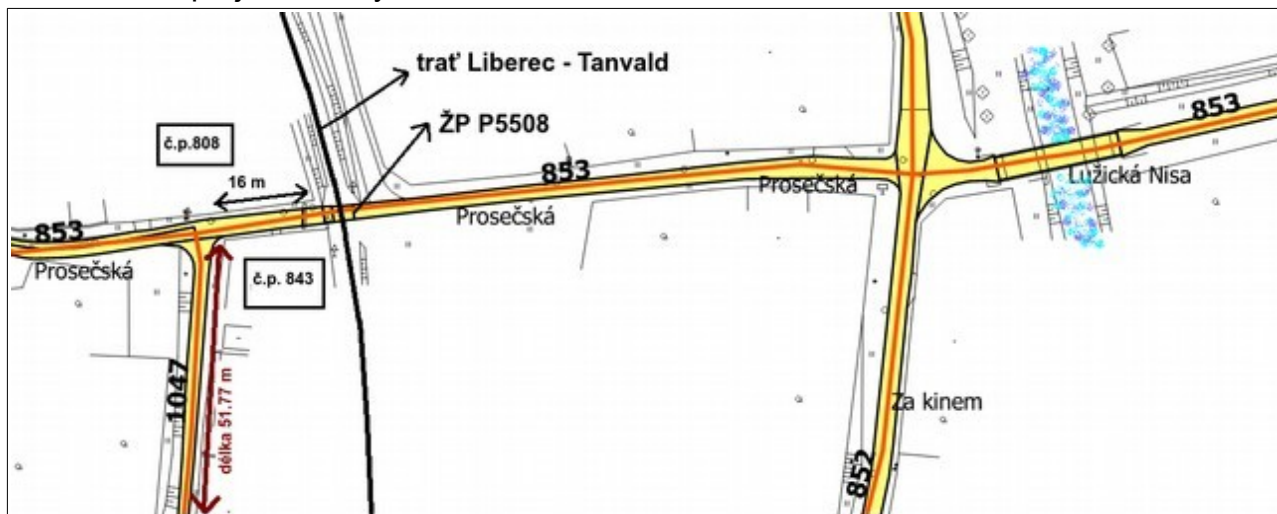 trať Liberec - Tanvald
ŽP P5508
č.p.808
16 m
853
853
853
Prosečská
Prosečská
Prosečská
Lužická Nisa
č.p. 843
1047
délka 51.77 m
Za kinem
852